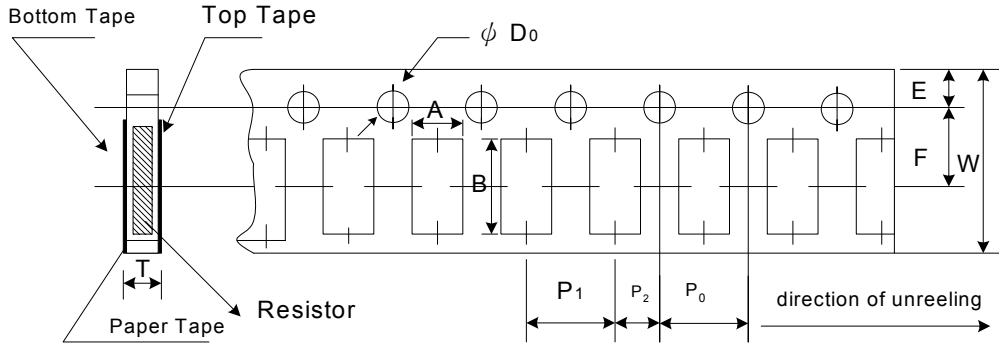 Bottom Tape
Top Tape
ψ D0
A
E
F
W
B
T
P1
P2
P0
Resistor
direction of unreeling
Paper Tape